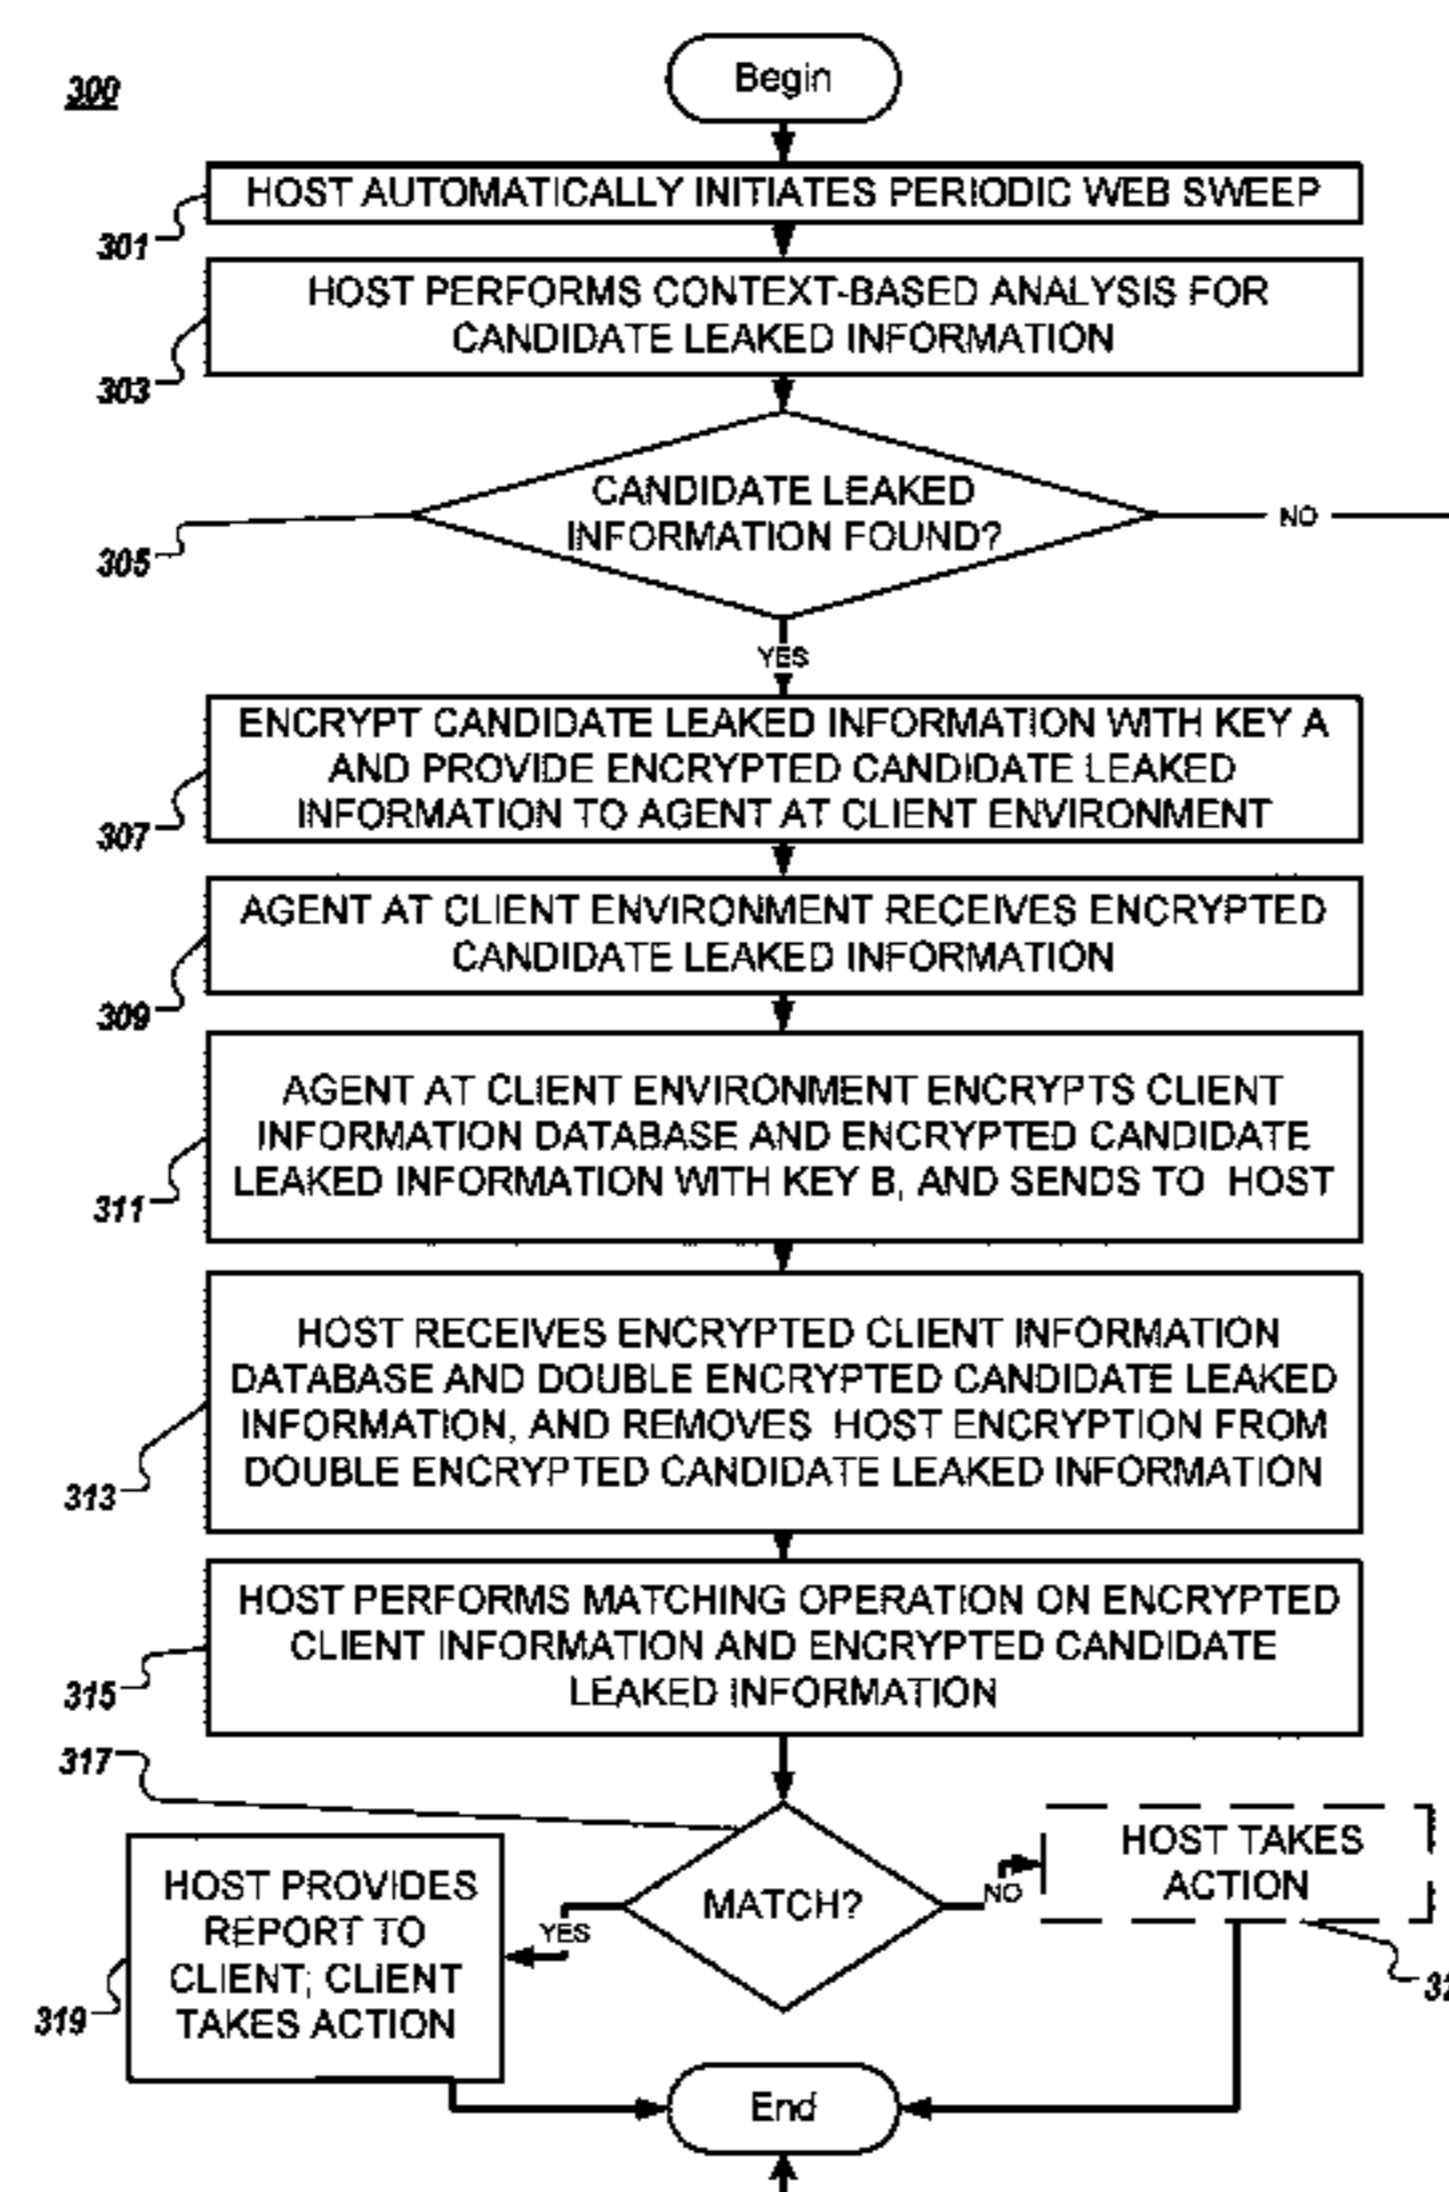 300
Begin
HOST AUTOMATICALLY INITIATES PERIODIC WEB SWEEP
301
HOST PERFORMS CONTEXT-BASED ANALYSIS FOR
CANDIDATE LEAKED INFORMATION
303
CANDIDATE LEAKED
INFORMATION FOUND?
NO
305
YES
ENCRYPT CANDIDATE LEAKED INFORMATION WITH KEY A
AND PROVIDE ENCRYPTED CANDIDATE LEAKED
INFORMATION TO AGENT AT CLIENT ENVIRONMENT
307
AGENT AT CLIENT ENVIRONMENT RECEIVES ENCRYPTED
CANDIDATE LEAKED INFORMATION
309
AGENT AT CLIENT ENVIRONMENT ENCRYPTS CLIENT
INFORMATION DATABASE AND ENCRYPTED CANDIDATE
LEAKED INFORMATION WITH KEY B, AND SENDS TO HOST
311
HOST RECEIVES ENCRYPTED CLIENT INFORMATION
DATABASE AND DOUBLE ENCRYPTED CANDIDATE LEAKED
INFORMATION, AND REMOVES HOST ENCRYPTION FROM
DOUBLE ENCRYPTED CANDIDATE LEAKED INFORMATION
313
HOST PERFORMS MATCHING OPERATION ON ENCRYPTED
CLIENT INFORMATION AND ENCRYPTED CANDIDATE
LEAKED INFORMATION
315
317
MATCH?
YES
NO
HOST TAKES
ACTION
HOST PROVIDES
REPORT TO
CLIENT; CLIENT
TAKES ACTION
319
End